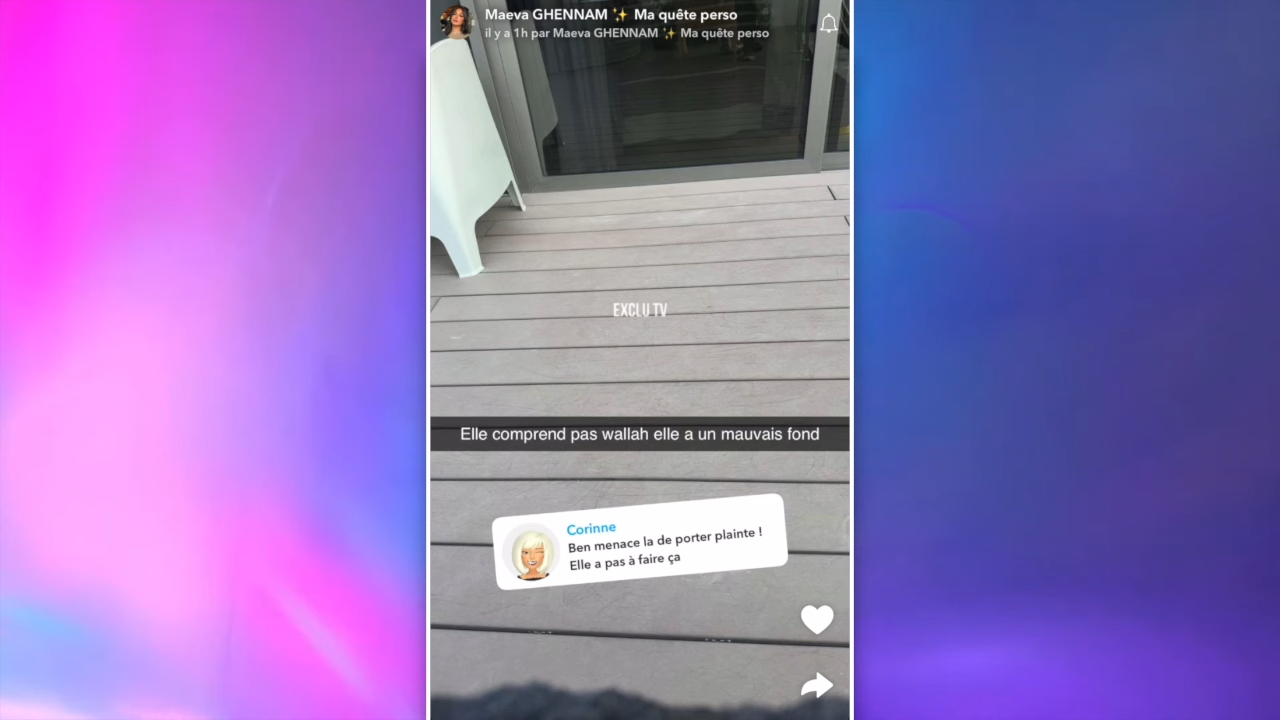 Maeva GHENNAM ✨ Ma quête perso
il y a 1h par Maeva GHENNAM ✨ Ma quête perso
EXCLU TV
Elle comprend pas wallah elle a un mauvais fond
Corinne
Ben menace la de porter plainte !
Elle a pas à faire ça